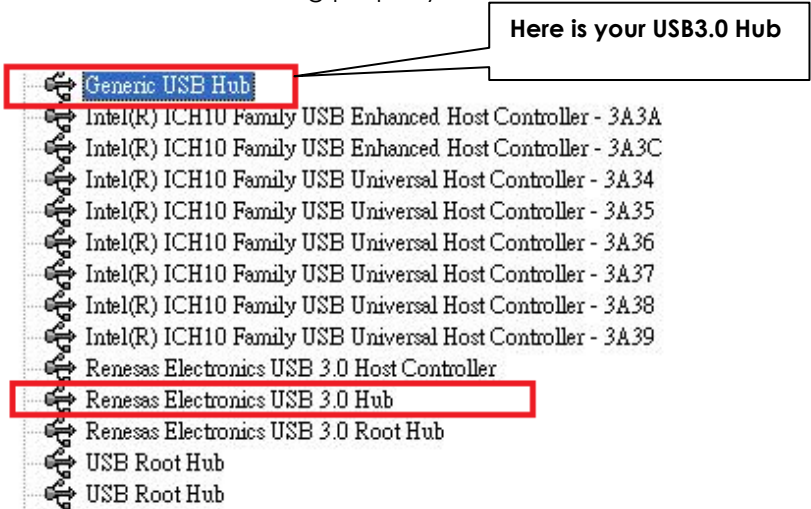 Here is your USB3.0 Hub
Generic USB Hub
Intel(R) ICH10 Family USB Enhanced Host Controller - 3A3A
Intel(R) ICH10 Family USB Enhanced Host Controller - 3A3C
Intel(R) ICH10 Family USB Universal Host Controller - 3A34
Intel(R) ICH10 Family USB Universal Host Controller - 3A35
Intel(R) ICH10 Family USB Universal Host Controller - 3A36
Intel(R) ICH10 Family USB Universal Host Controller - 3A37
Intel(R) ICH10 Family USB Universal Host Controller - 3A38
Intel(R) ICH10 Family USB Universal Host Controller - 3A39
Renesas Electronics USB 3.0 Host Controller
Renesas Electronics USB 3.0 Hub
Renesas Electronics USB 3.0 Root Hub
USB Root Hub
USB Root Hub